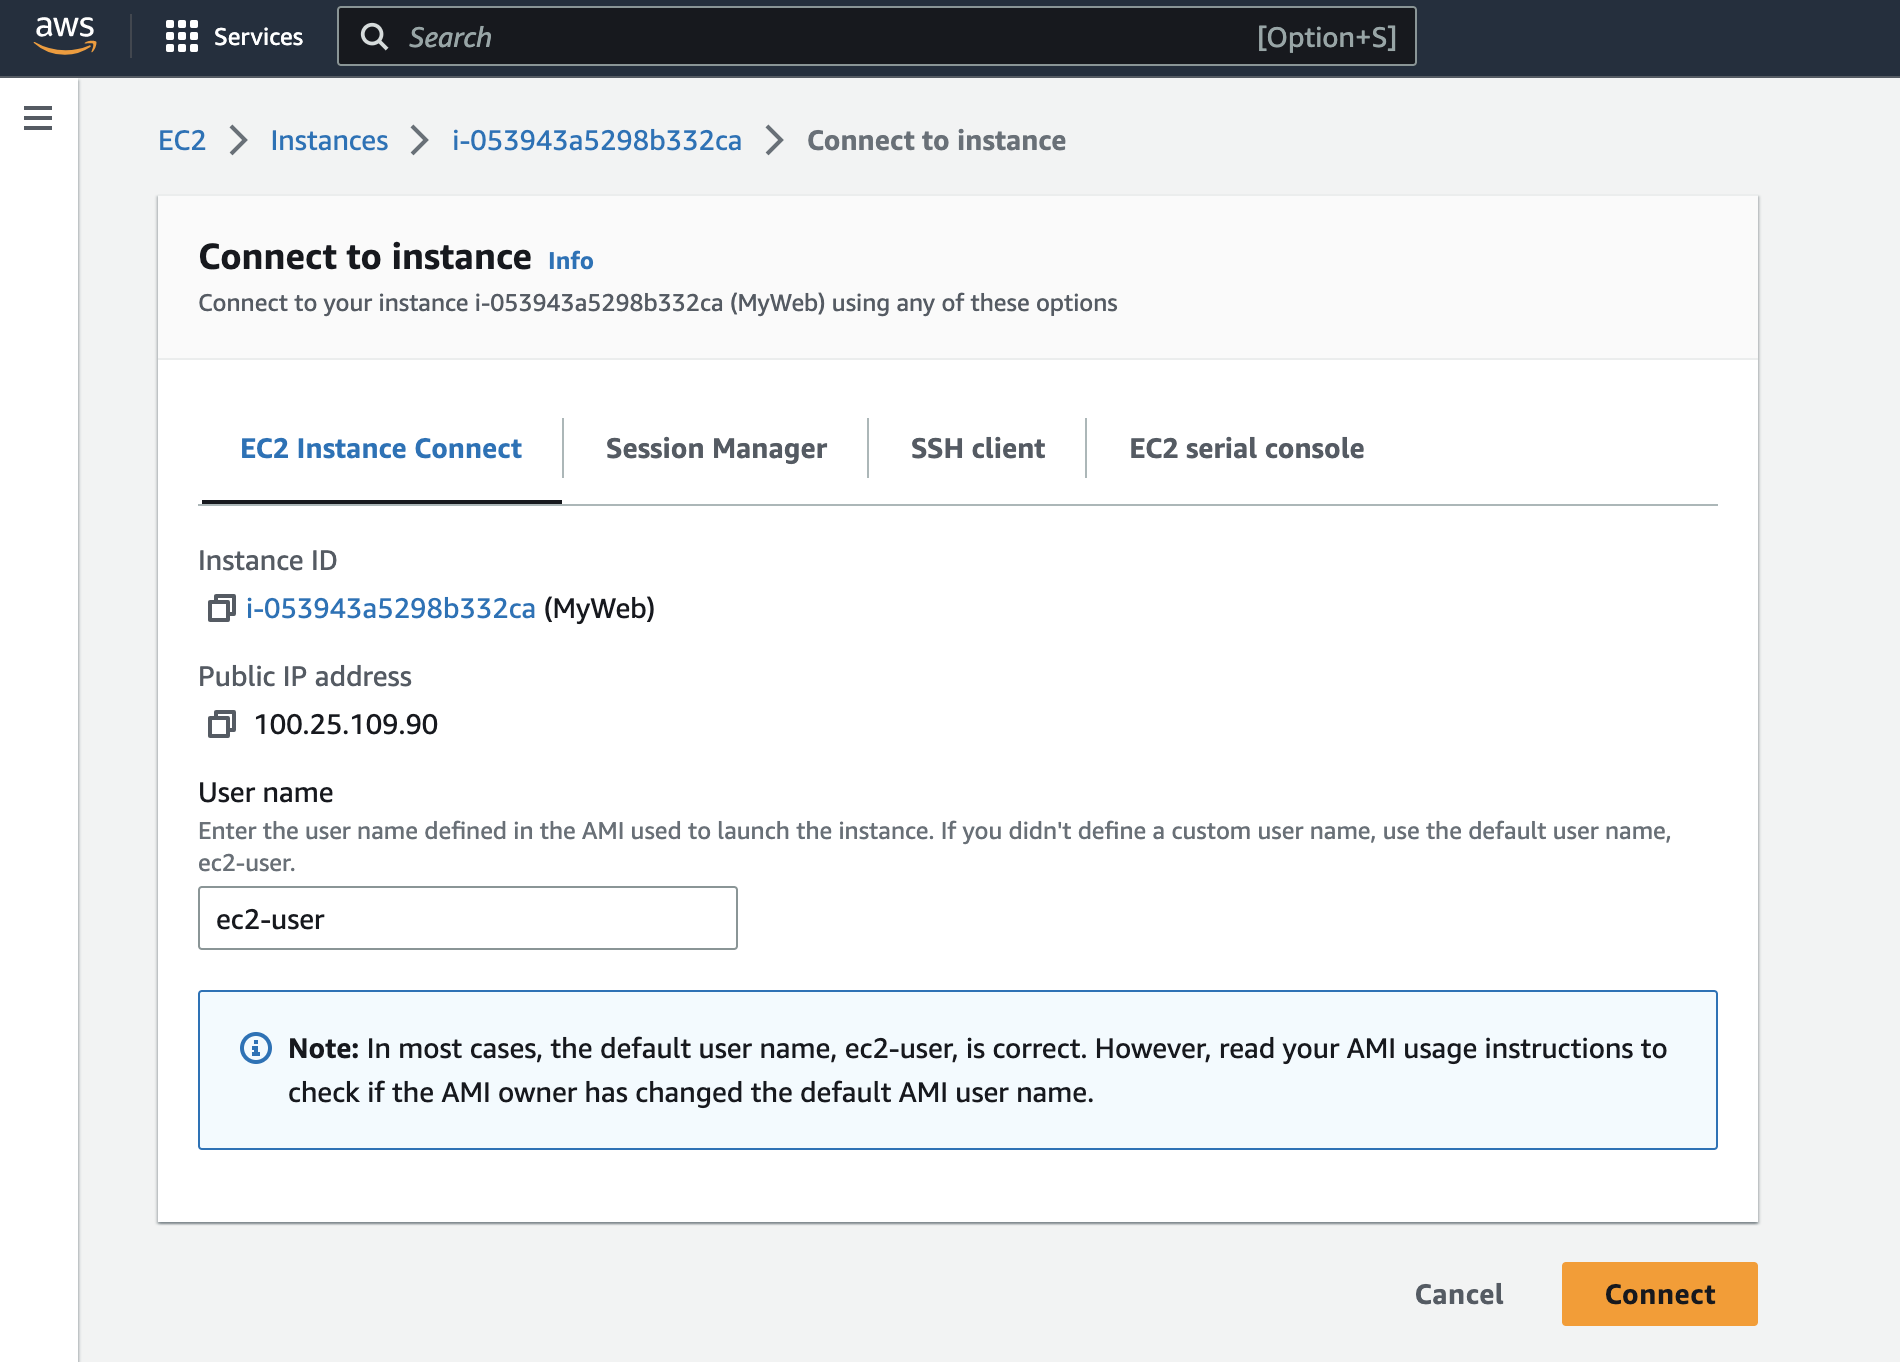 aws
Services
Search
[Option+S]
EC2 > Instances > i-053943a5298b332ca > Connect to instance
Connect to instance Info
Connect to your instance i-053943a5298b332ca (MyWeb) using any of these options
EC2 Instance Connect
Session Manager
SSH client
EC2 serial console
Instance ID
i-053943a5298b332ca (MyWeb)
Public IP address
100.25.109.90
User name
Enter the user name defined in the AMI used to launch the instance. If you didn't define a custom user name, use the default user name,
ec2-user.
ec2-user
Note: In most cases, the default user name, ec2-user, is correct. However, read your AMI usage instructions to
check if the AMI owner has changed the default AMI user name.
Cancel
Connect